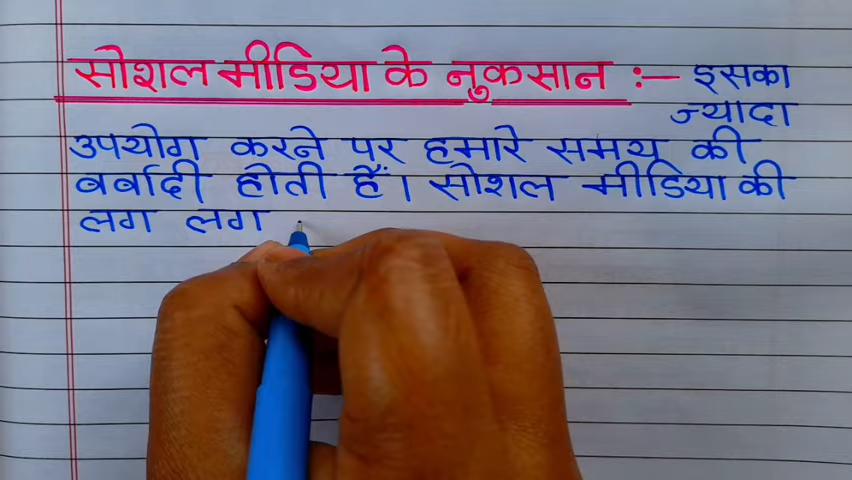 सोशल मीडिया के नुकसान :— इसका
ज्यादा
उपयोग करने पर हमारे समय की
बर्बादी होती हैं। सोशल मीडिया की
लग लग